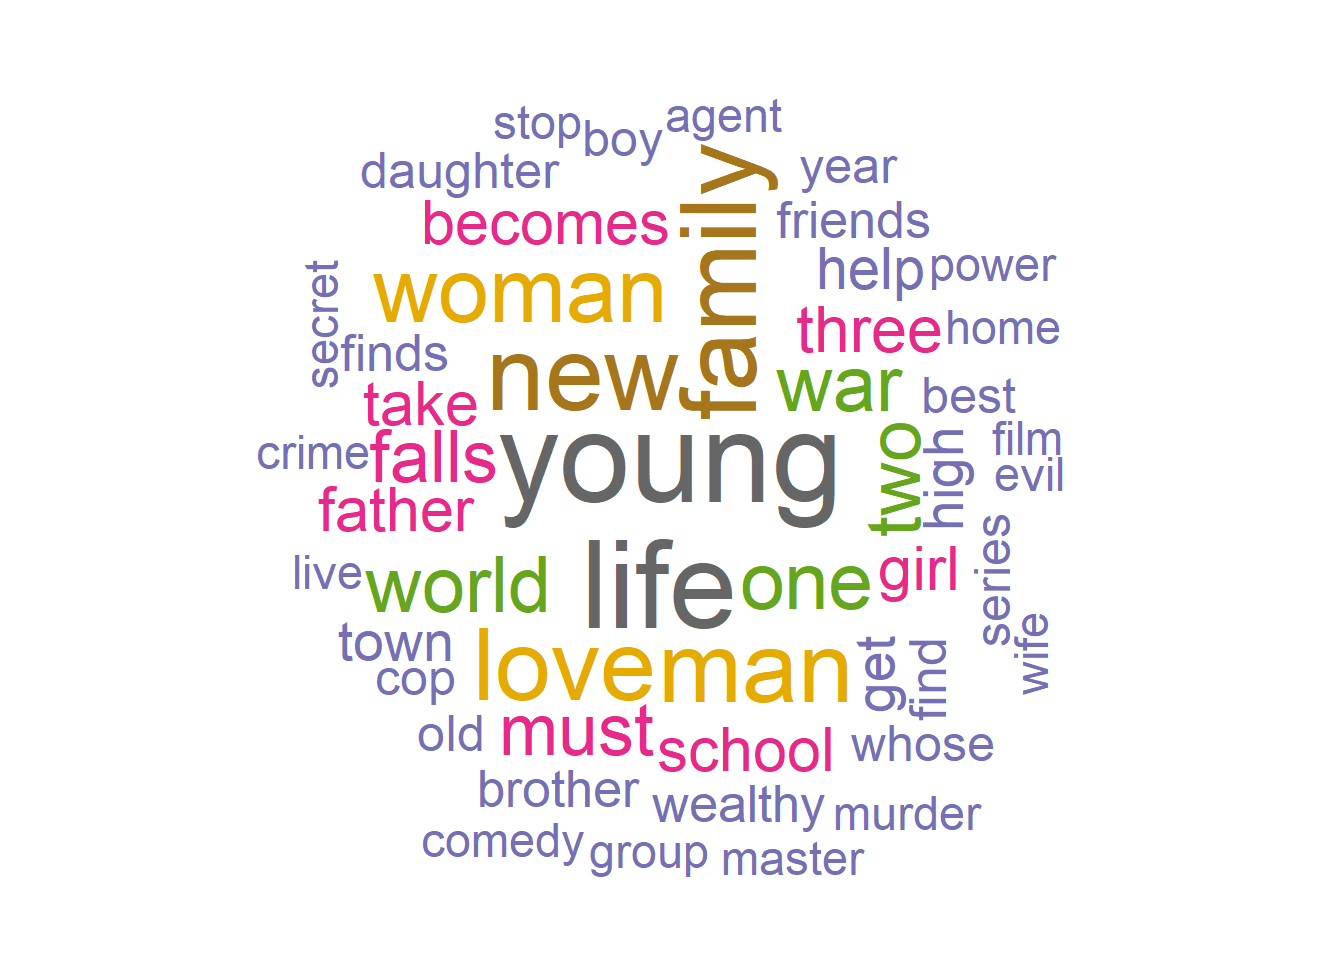 agent
stop
boy
daughter
year
family
becomes
friends
help
power
woman
secret
three
home
finds
new
war
take
best
young
falls
crime
two
high
film
evil
father
life
one
girl
live
world
series
town
love
man
cop
get
find
wife
old
must
school
whose
brother
wealthy
murder
comedy
group
master